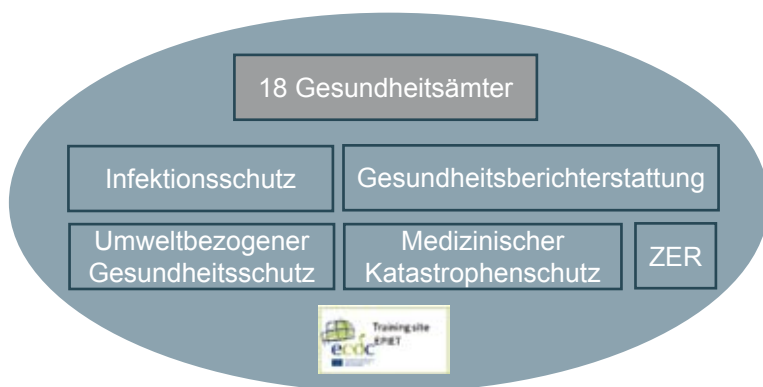 18 Gesundheitsämter
Infektionsschutz
Gesundheitsberichterstattung
Umweltbezogener
Gesundheitsschutz
Medizinischer
Katastrophenschutz
ZER
Training site
EPIET
ecdc